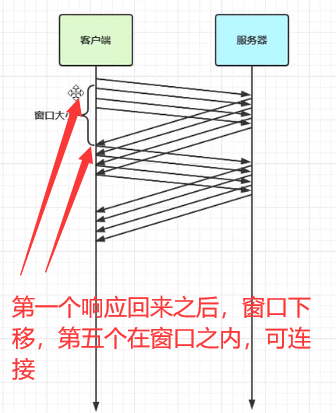 客户端
服务器
窗口大小
第一个响应回来之后，窗口下
移，第五个在窗口之内，可连
接